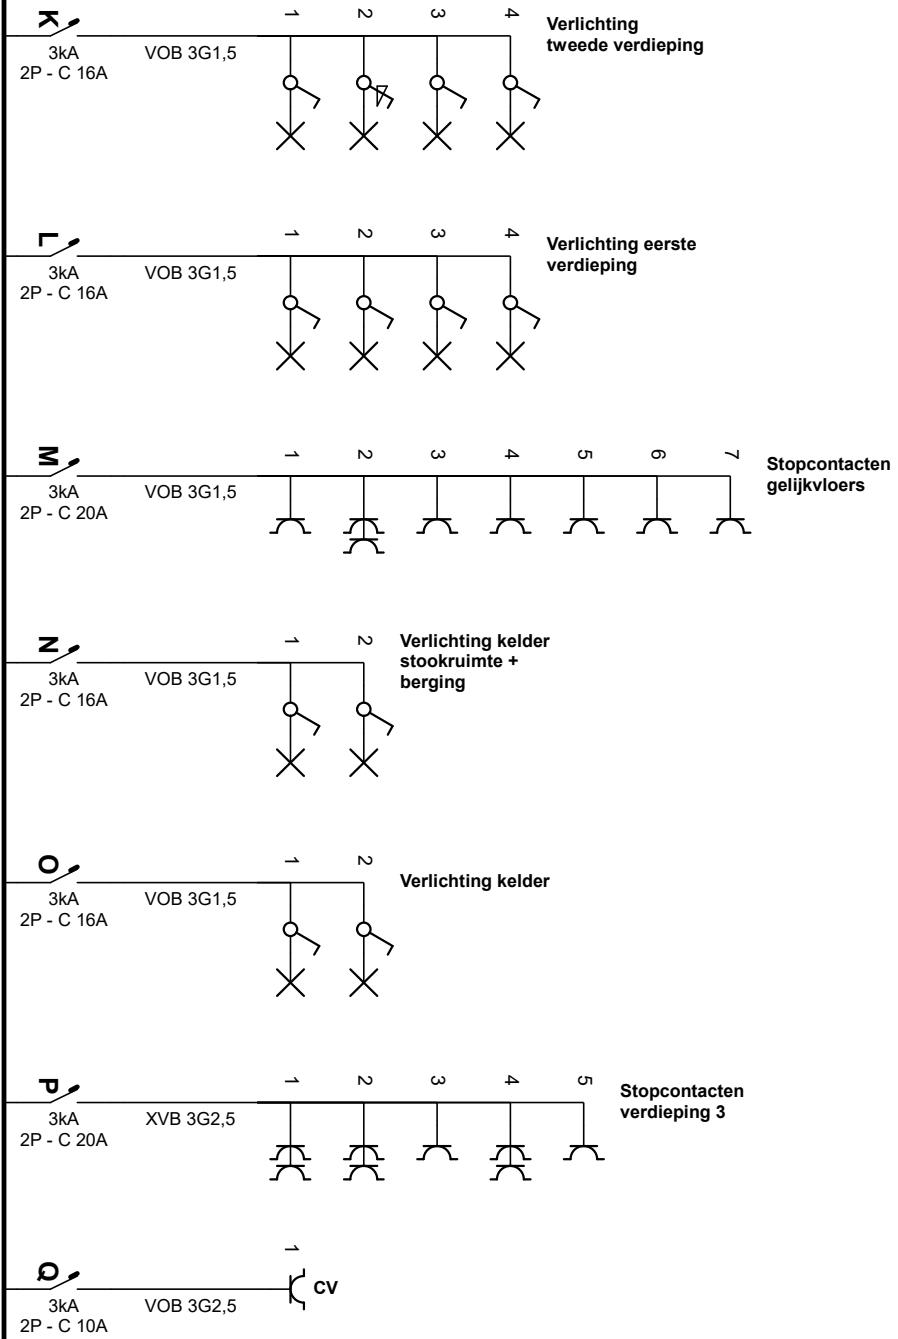 K
3kA
2P - C 16A
VOB 3G1,5
1 2 3 4
Verlichting
tweede verdieping
L
3kA
2P - C 16A
VOB 3G1,5
1 2 3 4
Verlichting eerste
verdieping
M
3kA
2P - C 20A
VOB 3G1,5
1 2 3 4 5 6 7
Stopcontacten
gelijkvloers
N
3kA
2P - C 16A
VOB 3G1,5
1 2
Verlichting kelder
stookruimte +
berging
O
3kA
2P - C 16A
VOB 3G1,5
1 2
Verlichting kelder
P
3kA
2P - C 20A
XVB 3G2,5
1 2 3 4 5
Stopcontacten
verdieping 3
Q
3kA
2P - C 10A
VOB 3G2,5
1
CV